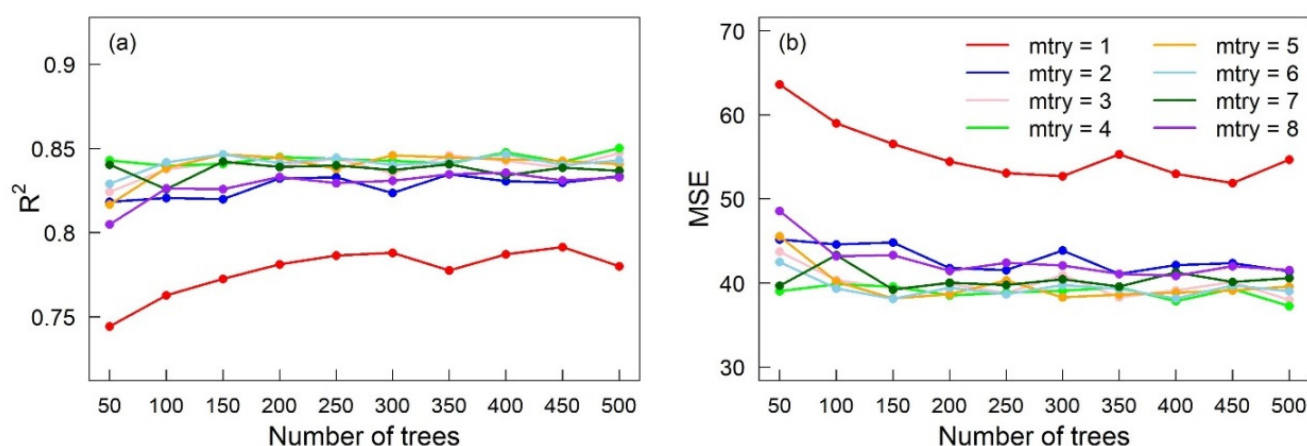 (a)
R²
0.9
0.85
0.8
0.75
50 100 150 200 250 300 350 400 450 500
Number of trees
(b)
MSE
70
60
50
40
30
mtry = 1
mtry = 2
mtry = 3
mtry = 4
mtry = 5
mtry = 6
mtry = 7
mtry = 8
50 100 150 200 250 300 350 400 450 500
Number of trees